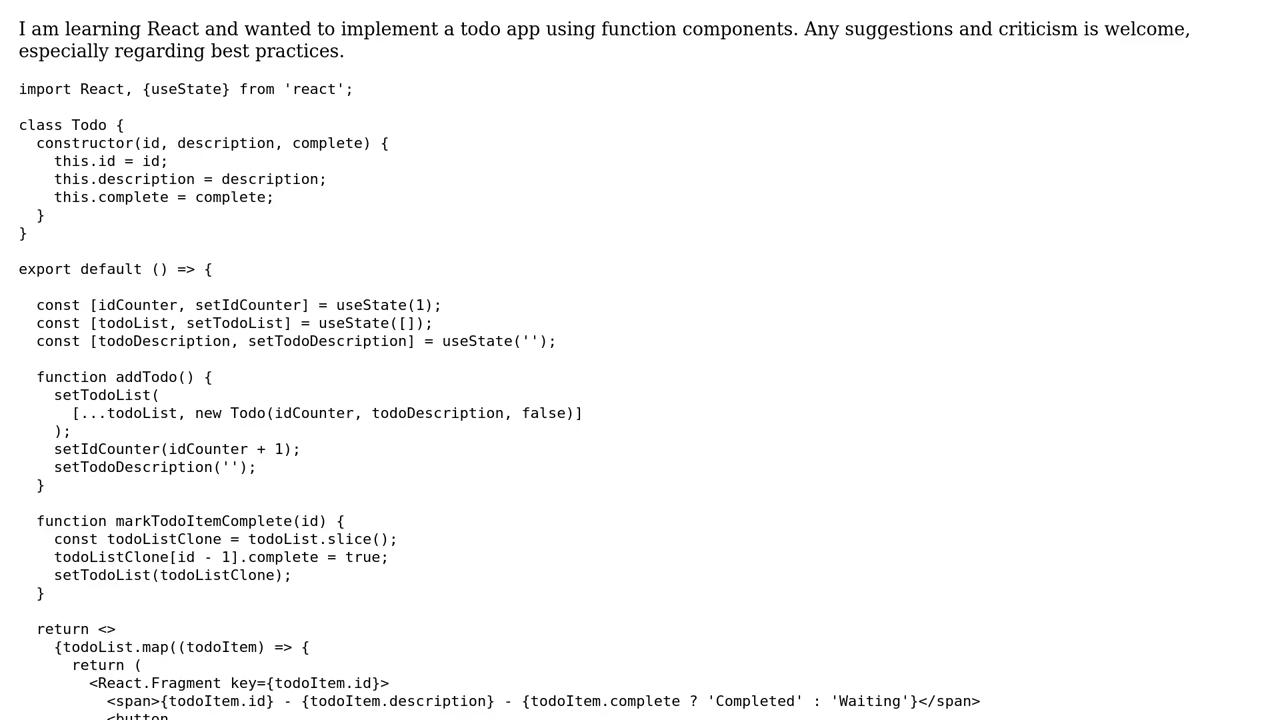 I am learning React and wanted to implement a todo app using function components. Any suggestions and criticism is welcome,
especially regarding best practices.
import React, {useState} from 'react';
class Todo {
  constructor(id, description, complete) {
    this.id = id;
    this.description = description;
    this.complete = complete;
  }
}
export default () => {
  const [idCounter, setIdCounter] = useState(1);
  const [todoList, setTodoList] = useState([]);
  const [todoDescription, setTodoDescription] = useState('');
  function addTodo() {
    setTodoList(
      [...todoList, new Todo(idCounter, todoDescription, false)]
    );
    setIdCounter(idCounter + 1);
    setTodoDescription('');
  }
  function markTodoItemComplete(id) {
    const todoListClone = todoList.slice();
    todoListClone[id - 1].complete = true;
    setTodoList(todoListClone);
  }
  return <>
    {todoList.map((todoItem) => {
      return (
        <React.Fragment key={todoItem.id}>
          <span>{todoItem.id} - {todoItem.description} - {todoItem.complete ? 'Completed' : 'Waiting'}</span>
          <button